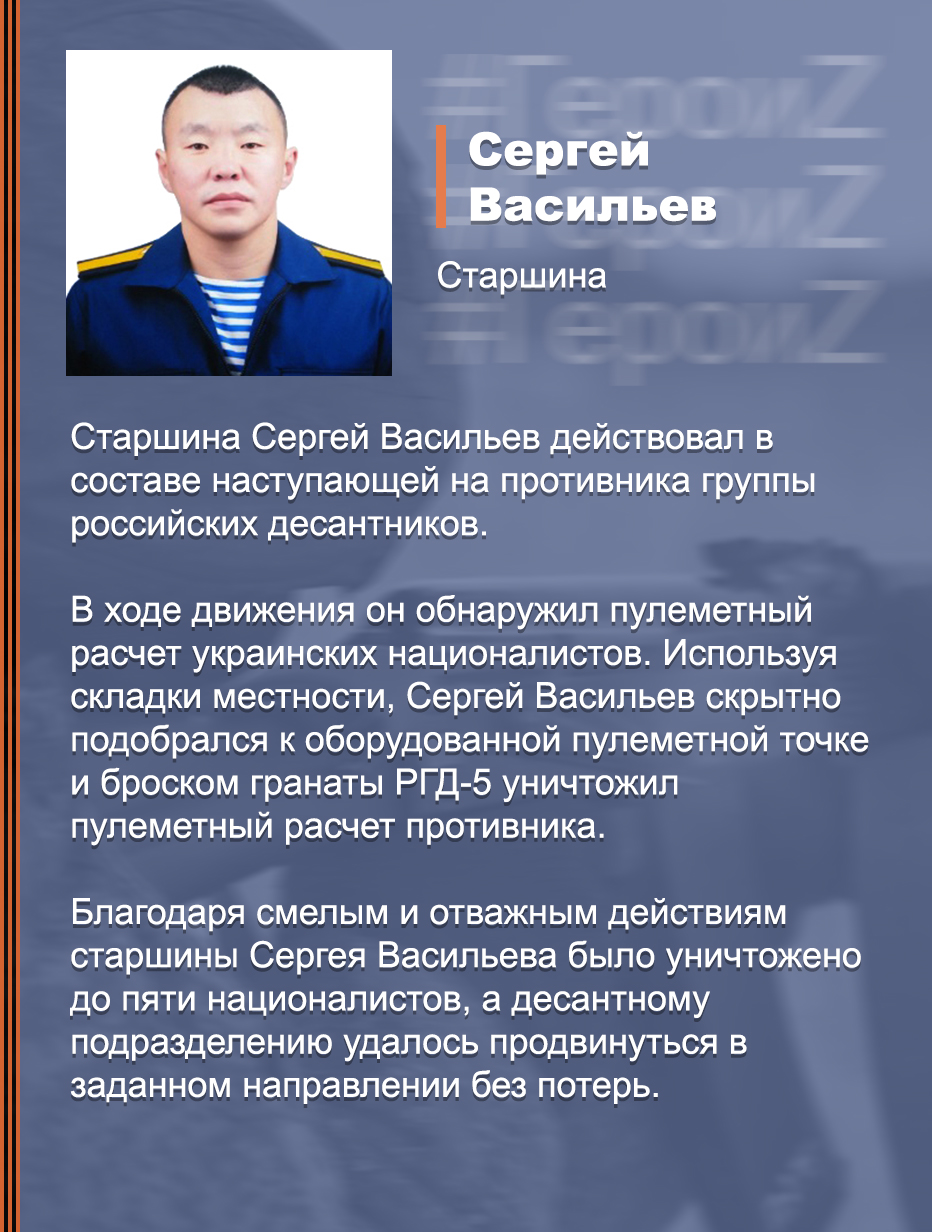 #ГероиZ
#ГероиZ
#ГероиZ
Сергей
Васильев
Старшина
Старшина Сергей Васильев действовал в
составе наступающей на противника группы
российских десантников.
В ходе движения он обнаружил пулеметный
расчет украинских националистов. Используя
складки местности, Сергей Васильев скрытно
подобрался к оборудованной пулеметной точке
и броском гранаты РГД-5 уничтожил
пулеметный расчет противника.
Благодаря смелым и отважным действиям
старшины Сергея Васильева было уничтожено
до пяти националистов, а десантному
подразделению удалось продвинуться в
заданном направлении без потерь.